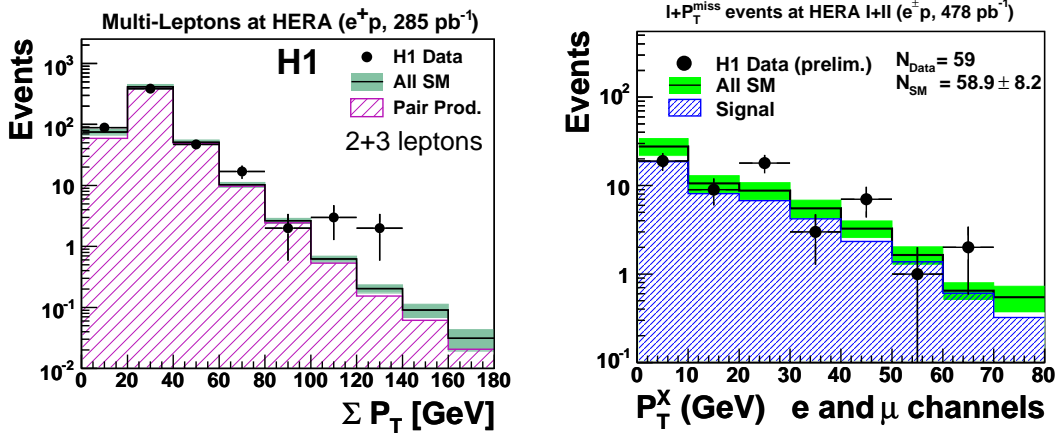 Multi-Leptons at HERA (e⁺p, 285 pb⁻¹)
Events
10³
10²
10
1
10⁻¹
10⁻²
H1
H1 Data
All SM
Pair Prod.
2+3 leptons
0 20 40 60 80 100 120 140 160 180
Σ P_T [GeV]
l+P_T^miss events at HERA I+II (e^±p, 478 pb⁻¹)
Events
10²
10
1
10⁻¹
H1 Data (prelim.)
All SM
Signal
N_Data = 59
N_SM = 58.9 ± 8.2
0 10 20 30 40 50 60 70 80
P_T^X (GeV) e and μ channels